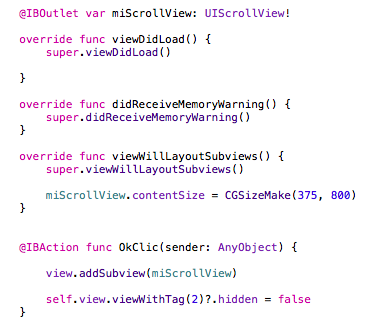 @IBOutlet var miScrollView: UIScrollView!
override func viewDidLoad() {
super.viewDidLoad()
}
override func didReceiveMemoryWarning() {
super.didReceiveMemoryWarning()
}
override func viewWillLayoutSubviews() {
super.viewWillLayoutSubviews()
miScrollView.contentSize = CGSizeMake(375, 800)
}
@IBAction func OkClic(sender: AnyObject) {
view.addSubview(miScrollView)
self.view.viewWithTag(2)?.hidden = false
}